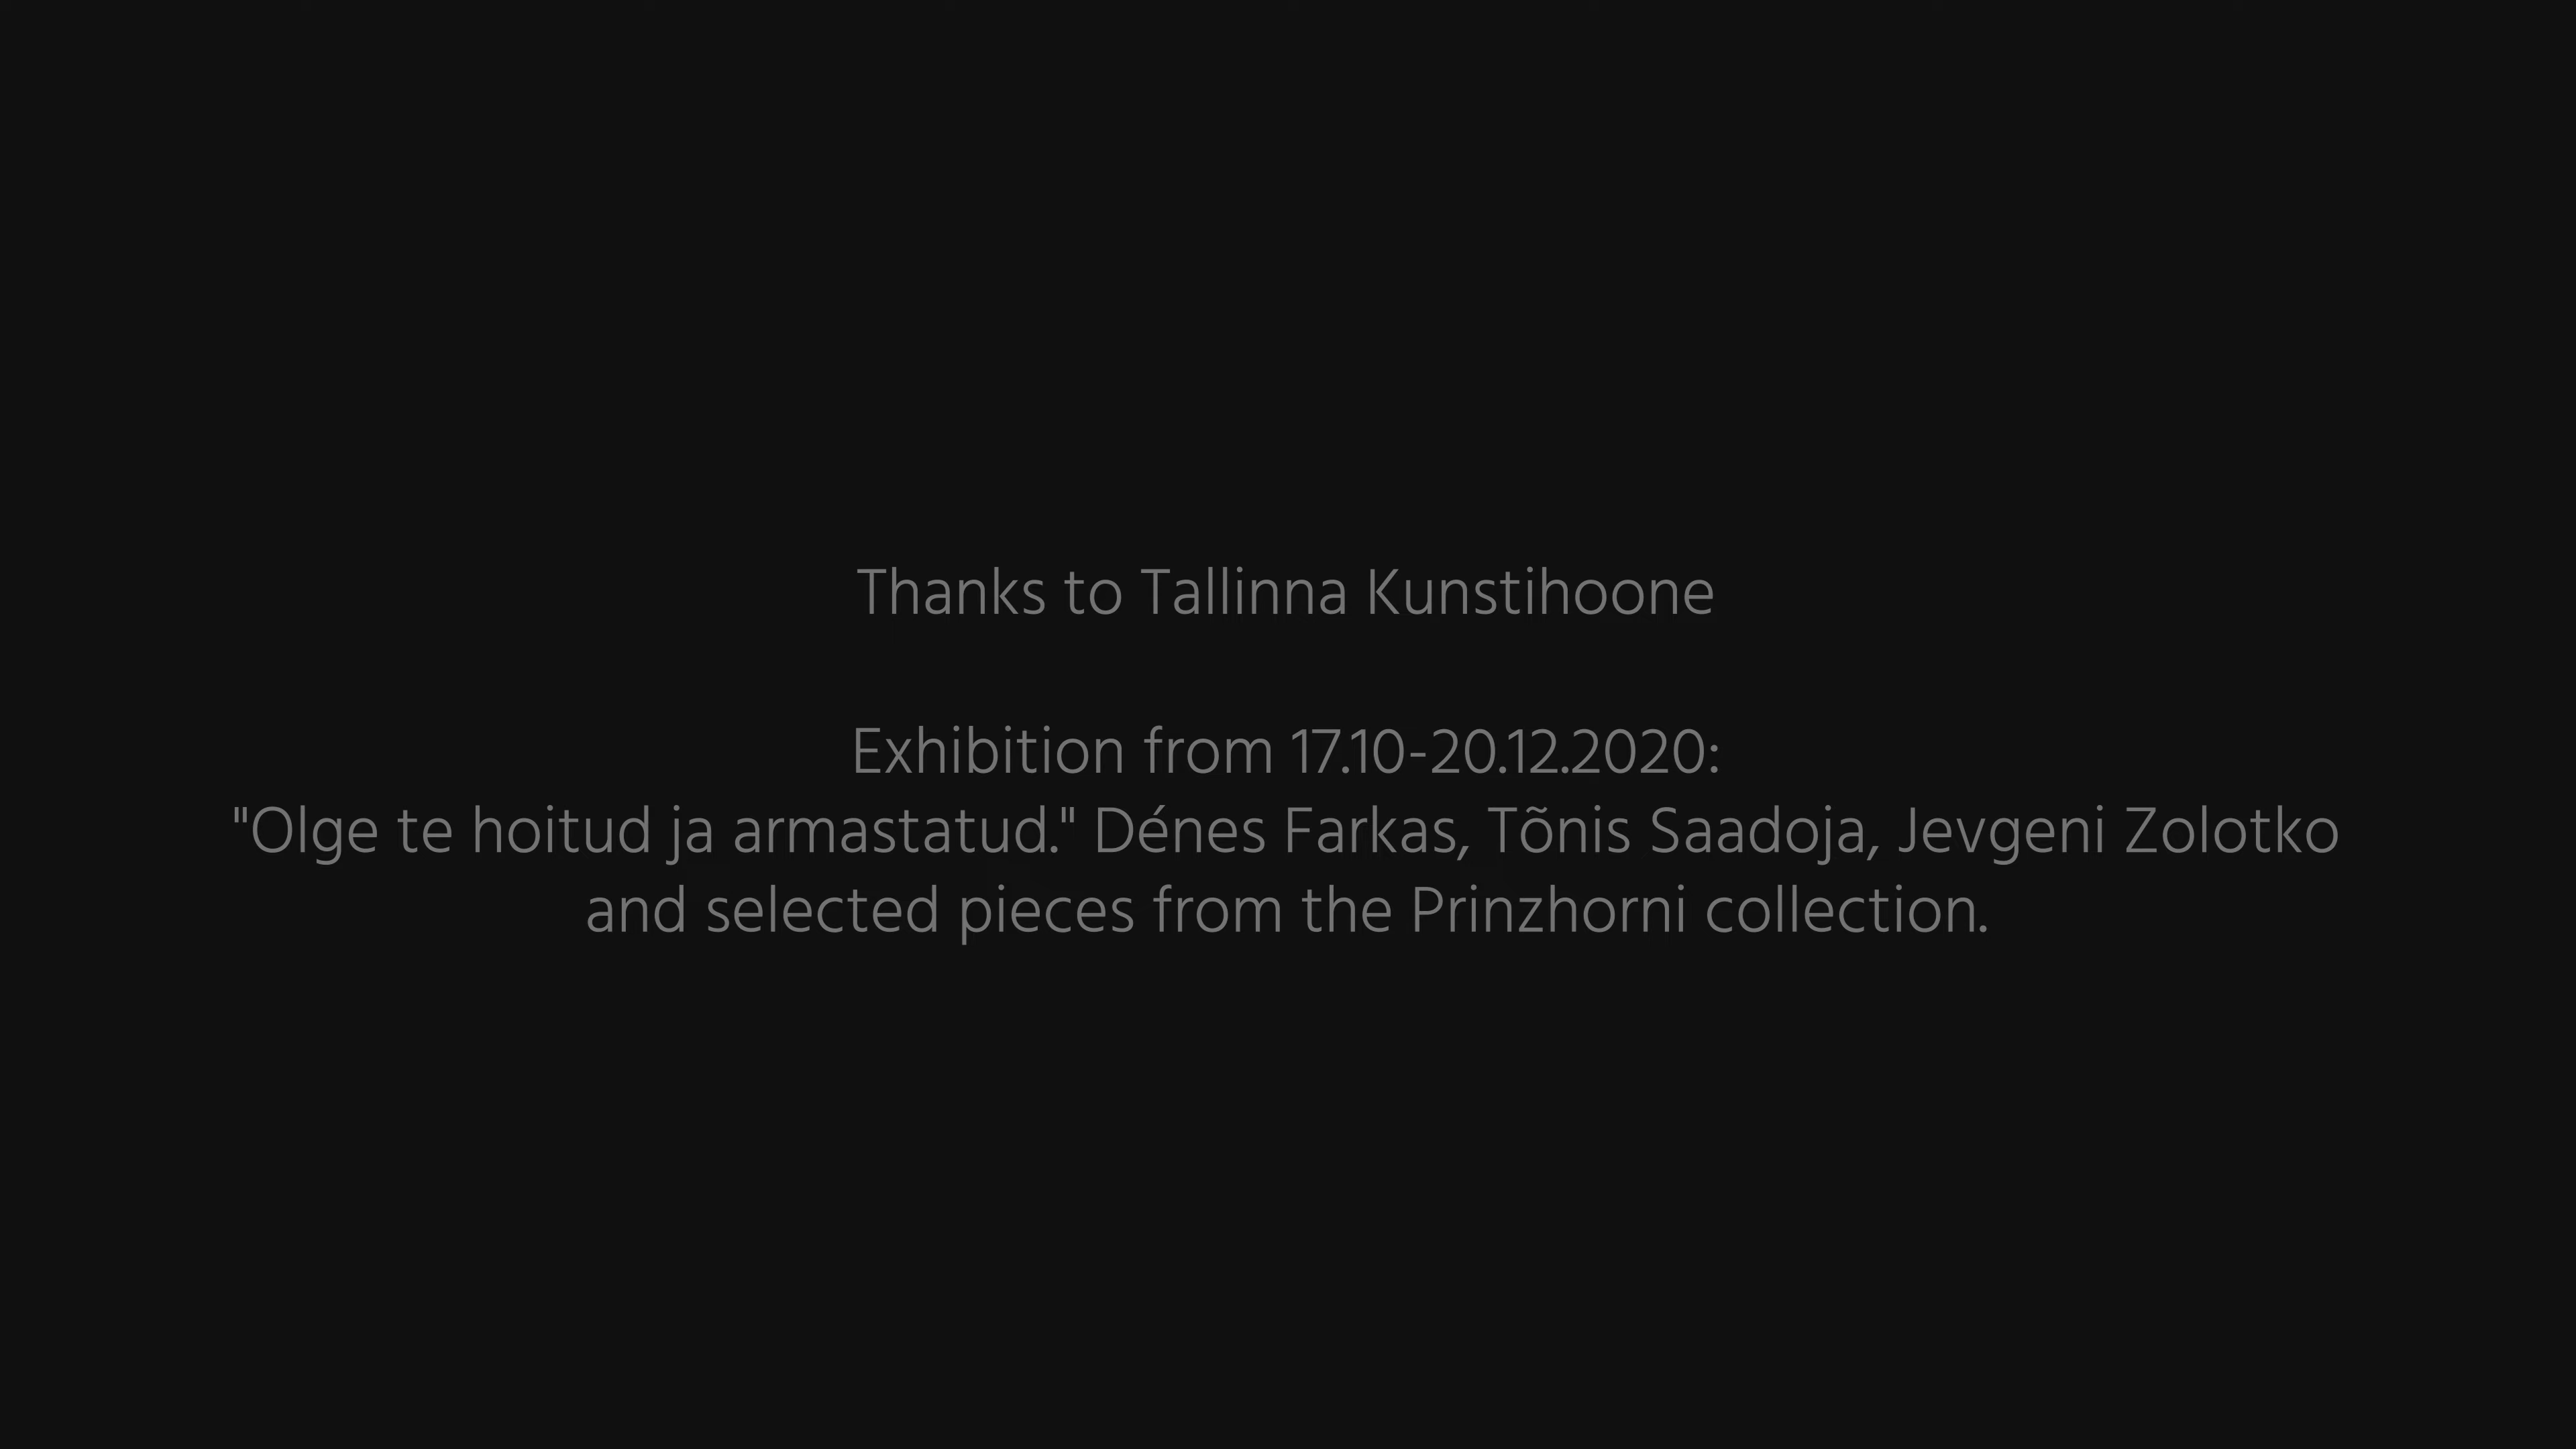 Thanks to Tallinna Kunstihoone
Exhibition from 17.10-20.12.2020:
"Olge te hoitud ja armastatud." Dénes Farkas, Tõnis Saadoja, Jevgeni Zolotko
and selected pieces from the Prinzhorni collection.